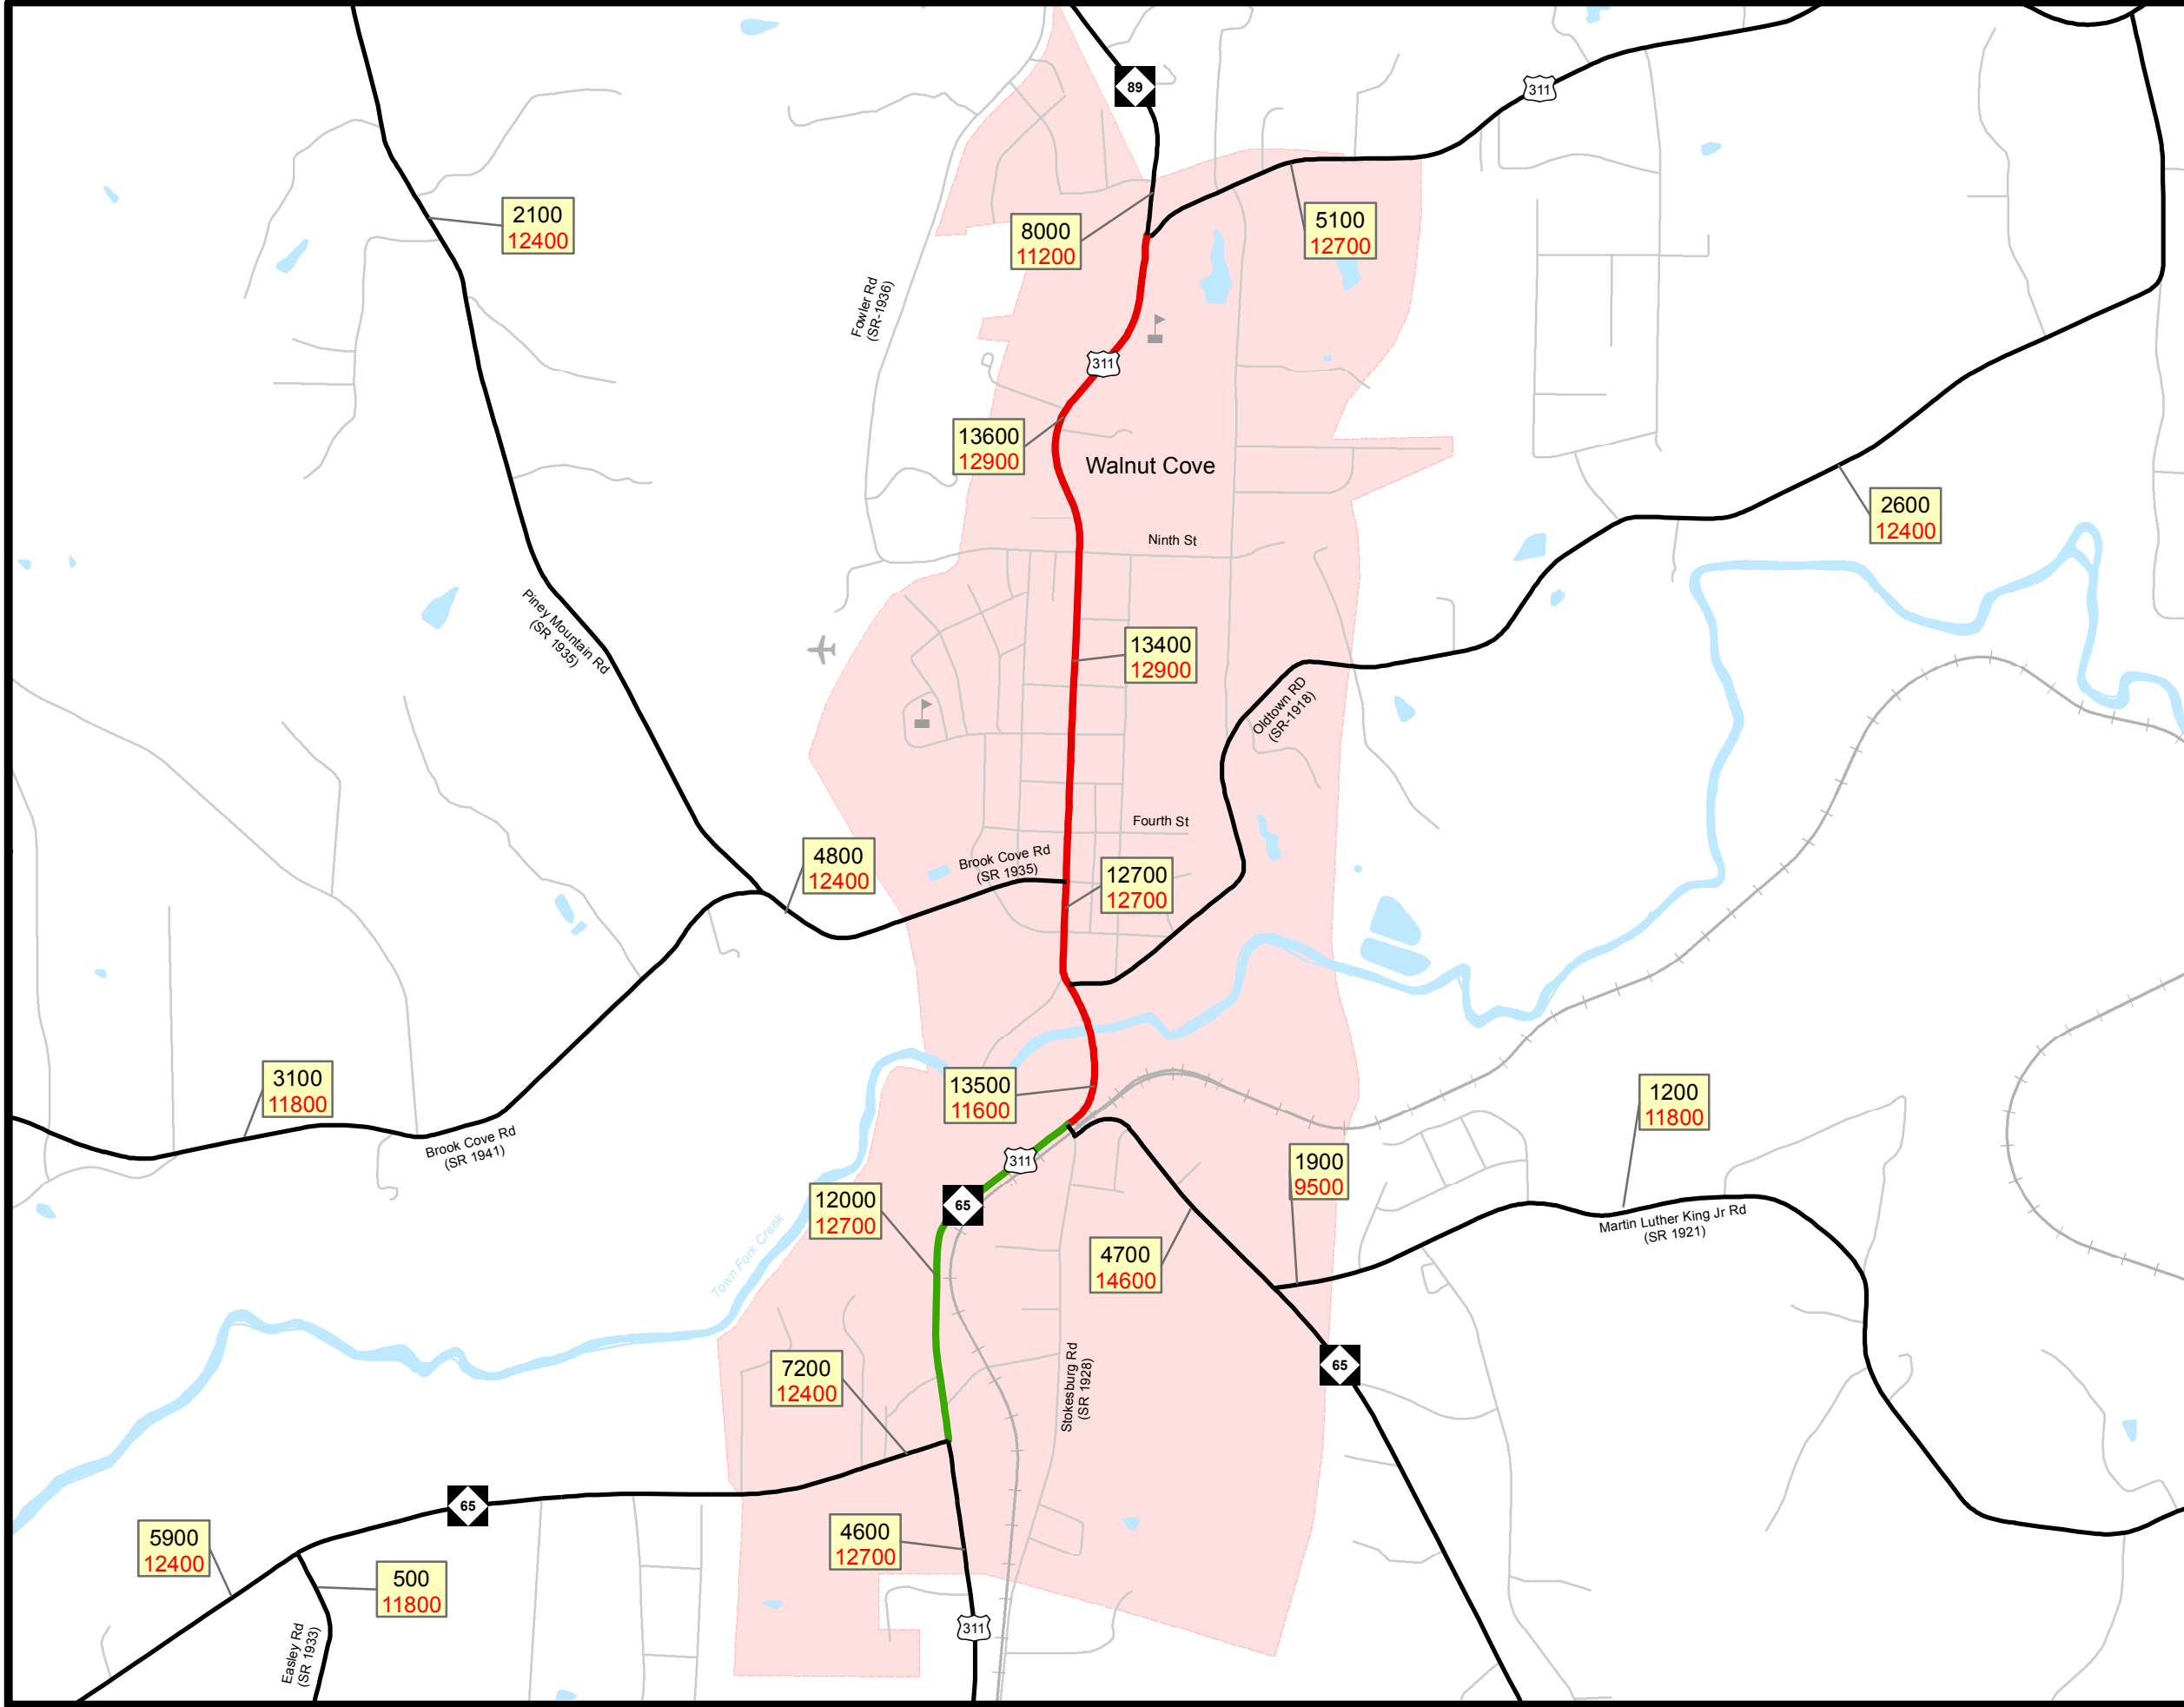 89
311
2100
12400
8000
11200
5100
12700
Fowler Rd
(SR-1936)
311
13600
12900
Walnut Cove
2600
12400
Ninth St
Piney Mountain Rd
(SR 1935)
13400
12900
Oldtown RD
(SR-1918)
Fourth St
4800
12400
Brook Cove Rd
(SR 1935)
12700
12700
3100
11800
Brook Cove Rd
(SR 1941)
13500
11600
1200
11800
311
1900
9500
65
12000
12700
Town Fork Creek
4700
14600
Martin Luther King Jr Rd
(SR 1921)
7200
12400
Stokesburg Rd
(SR 1928)
65
65
5900
12400
4600
12700
500
11800
Easley Rd
(SR 1933)
311